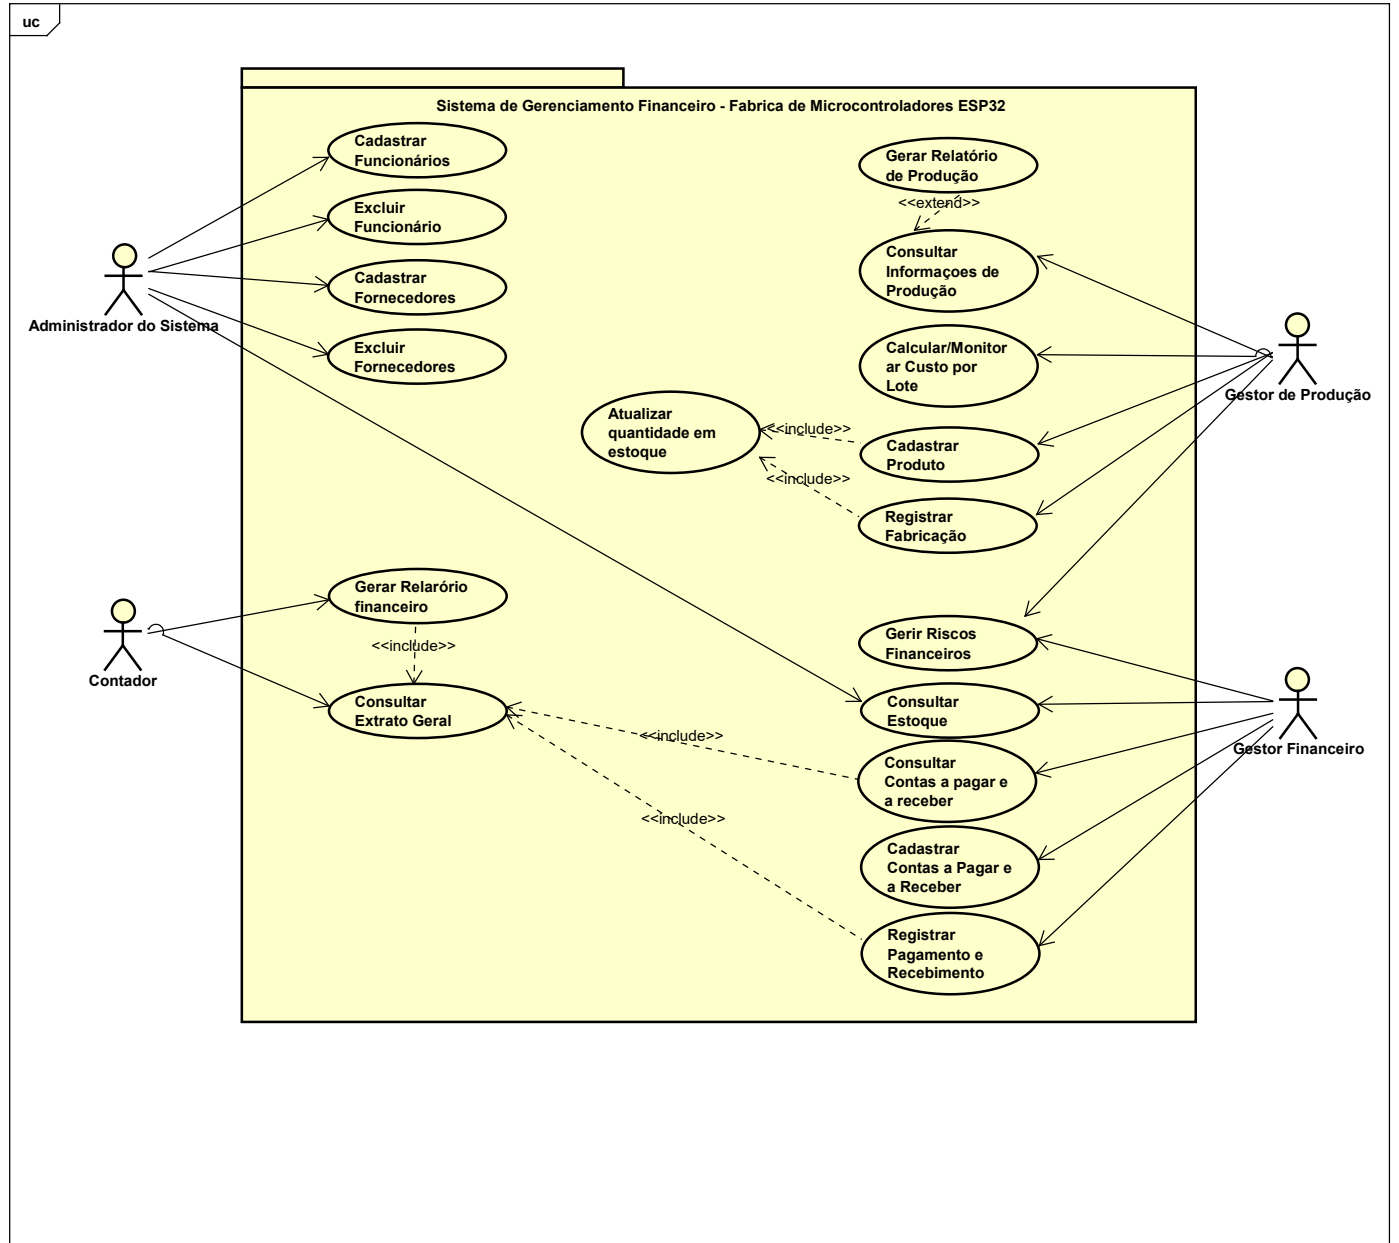 uc
Sistema de Gerenciamento Financeiro - Fabrica de Microcontroladores ESP32
Cadastrar
Funcionários
Excluir
Funcionário
Cadastrar
Fornecedores
Excluir
Fornecedores
Administrador do Sistema
Gerar Relatório
de Produção
<<extend>>
Consultar
Informaçoes de
Produção
Calcular/Monitor
ar Custo por
Lote
Gestor de Produção
Atualizar
quantidade em
estoque
<<include>>
Cadastrar
Produto
<<include>>
Registrar
Fabricação
Gerar Relarório
financeiro
<<include>>
Contador
Consultar
Extrato Geral
Gerir Riscos
Financeiros
Consultar
Estoque
<<include>>
Gestor Financeiro
Consultar
Contas a pagar e
a receber
<<include>>
Cadastrar
Contas a Pagar e
a Receber
Registrar
Pagamento e
Recebimento